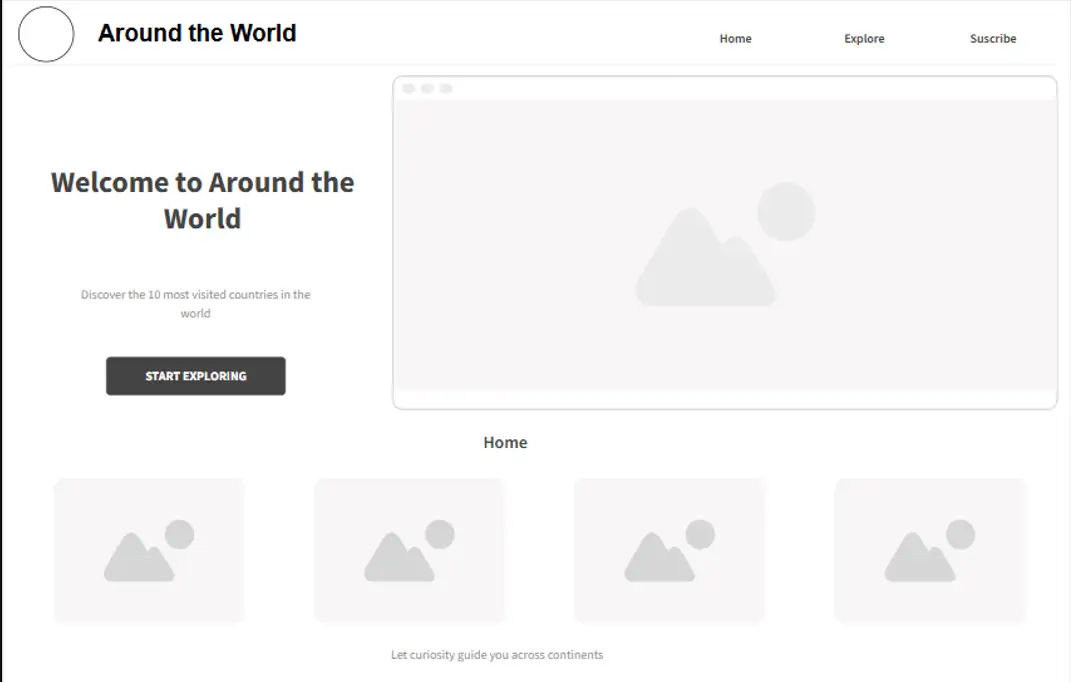 Around the World
Home
Explore
Suscribe
Welcome to Around the
World
Discover the 10 most visited countries in the
world
START EXPLORING
Home
Let curiosity guide you across continents